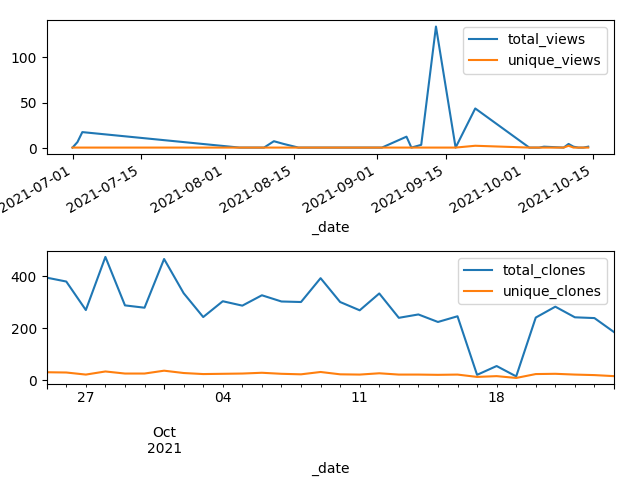 100
50
0
total_views
unique_views
2021-07-01
2021-07-15
2021-08-01
2021-08-15
2021-09-01
2021-09-15
2021-10-01
2021-10-15
_date
400
200
0
total_clones
unique_clones
27
04
11
18
Oct
2021
_date